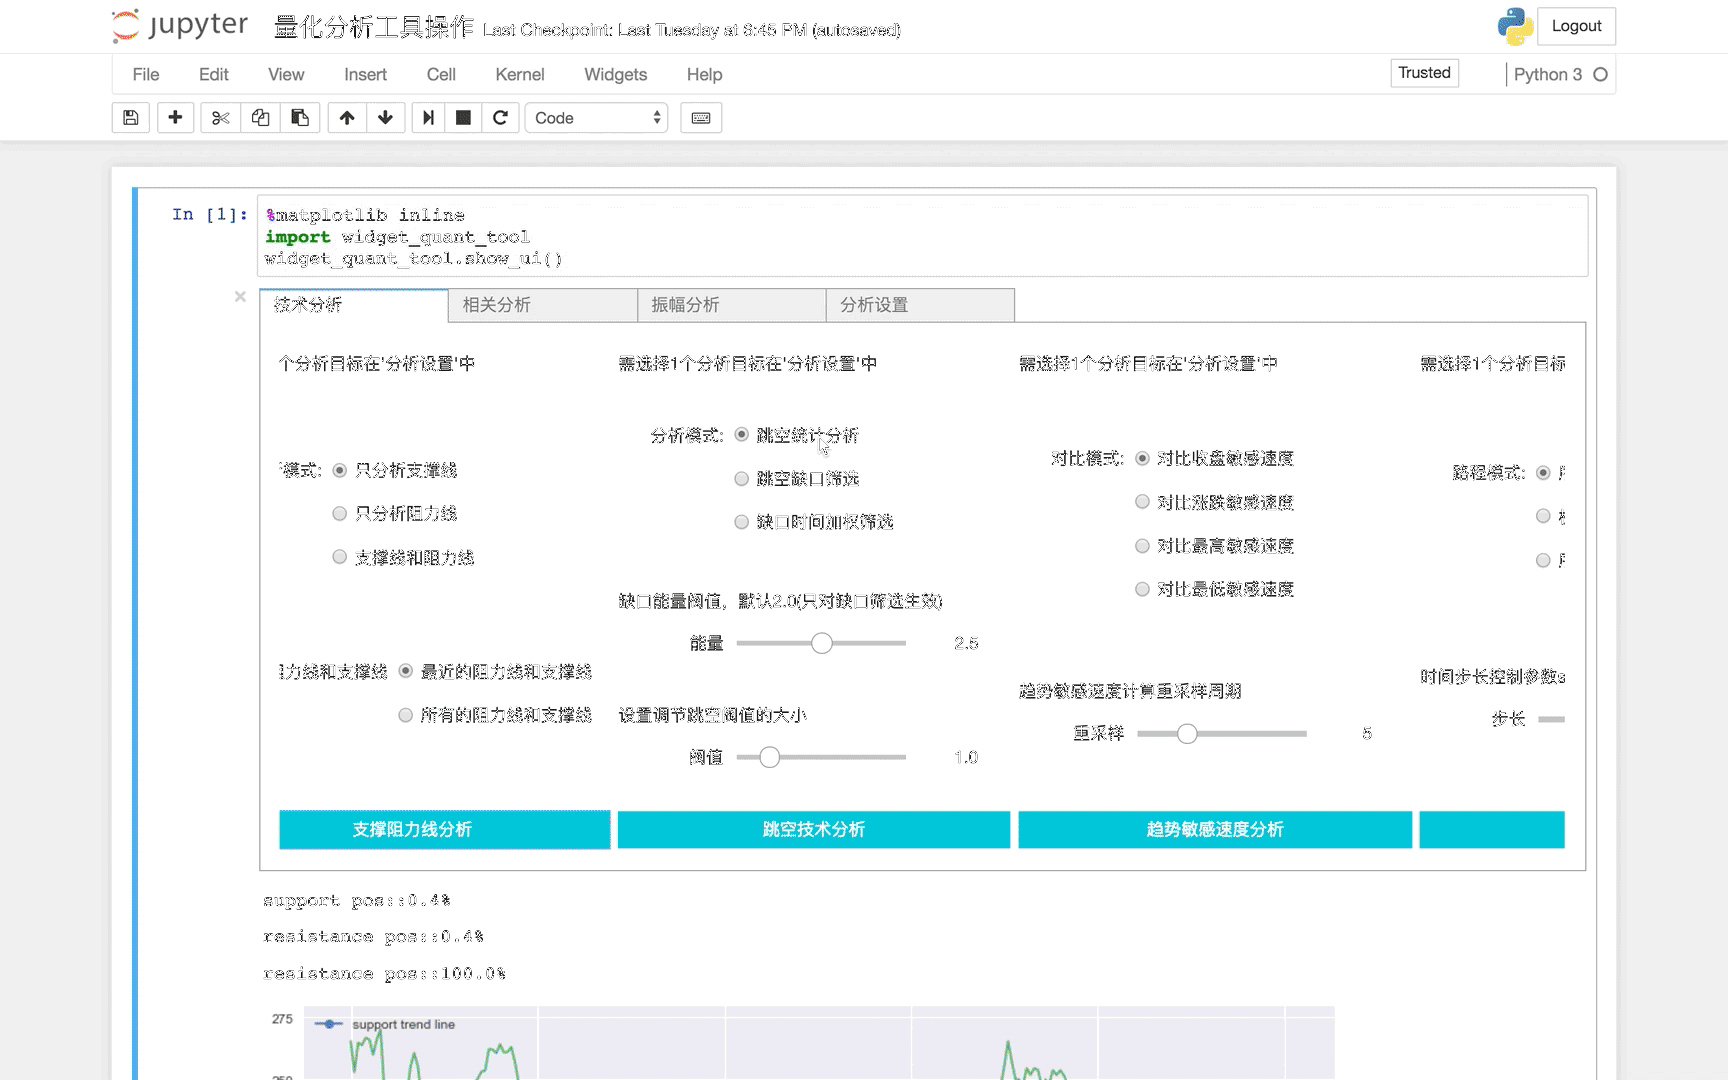 jupyter 量化分析工具操作 Last Checkpoint: Last Tuesday at 6:45 PM (autosaved)
Logout
File Edit View Insert Cell Kernel Widgets Help
Trusted
Python 3
Code
In [1]:
%matplotlib inline
import widget_quant_tool
widget_quant_tool.show_ui()
技术分析 相关分析 振幅分析 分析设置
个分析目标在'分析设置'中
模式:
只分析支撑线
只分析阻力线
支撑线和阻力线
力线和支撑线
最近的阻力线和支撑线
所有的阻力线和支撑线
支撑阻力线分析
需选择1个分析目标在'分析设置'中
分析模式:
跳空统计分析
跳空缺口筛选
缺口时间加权筛选
缺口能量阀值，默认2.0(只对缺口筛选生效)
能量 2.5
设置调节跳空阀值的大小
阀值 1.0
跳空技术分析
需选择1个分析目标在'分析设置'中
对比模式:
对比收盘敏感速度
对比涨跌敏感速度
对比最高敏感速度
对比最低敏感速度
趋势敏感速度计算重采样周期
重采样 5
趋势敏感速度分析
需选择1个分析目标
路程模式:
时间步长控制参数s
步长
support pos::0.4%
resistance pos::0.4%
resistance pos::100.0%
275
support trend line